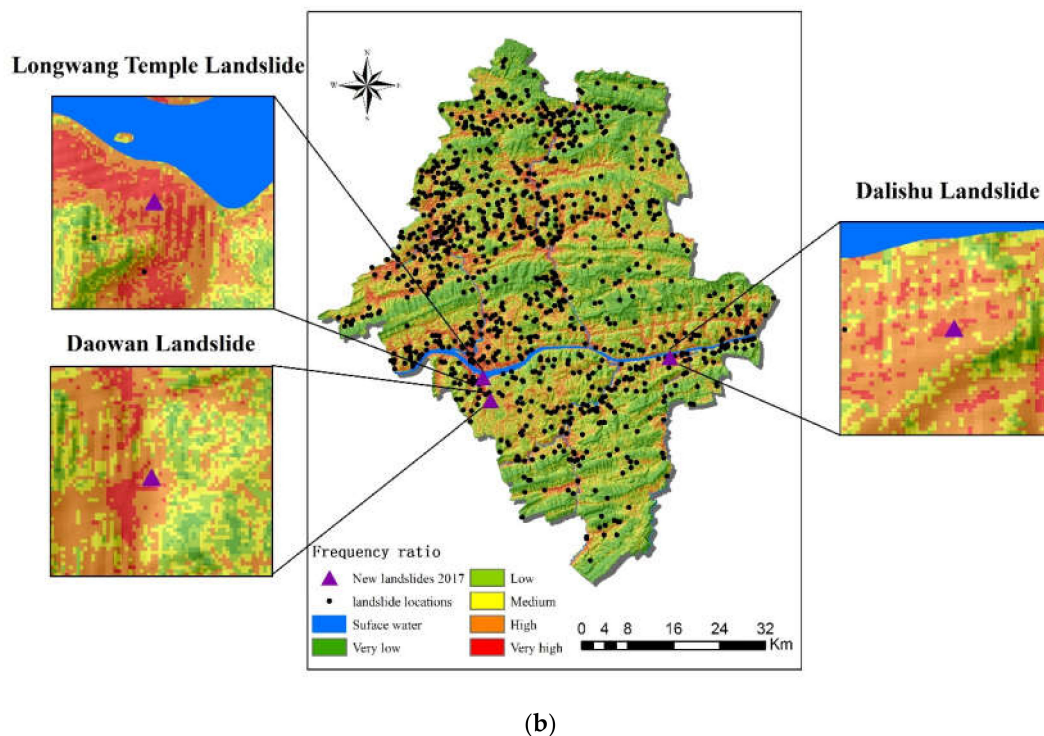 Longwang Temple Landslide
N
W
E
S
Dalishu Landslide
Daowan Landslide
Frequency ratio
New landslides 2017
Low
landslide locations
Medium
Suface water
High
Very low
Very high
0 4 8 16 24 32
Km
(b)